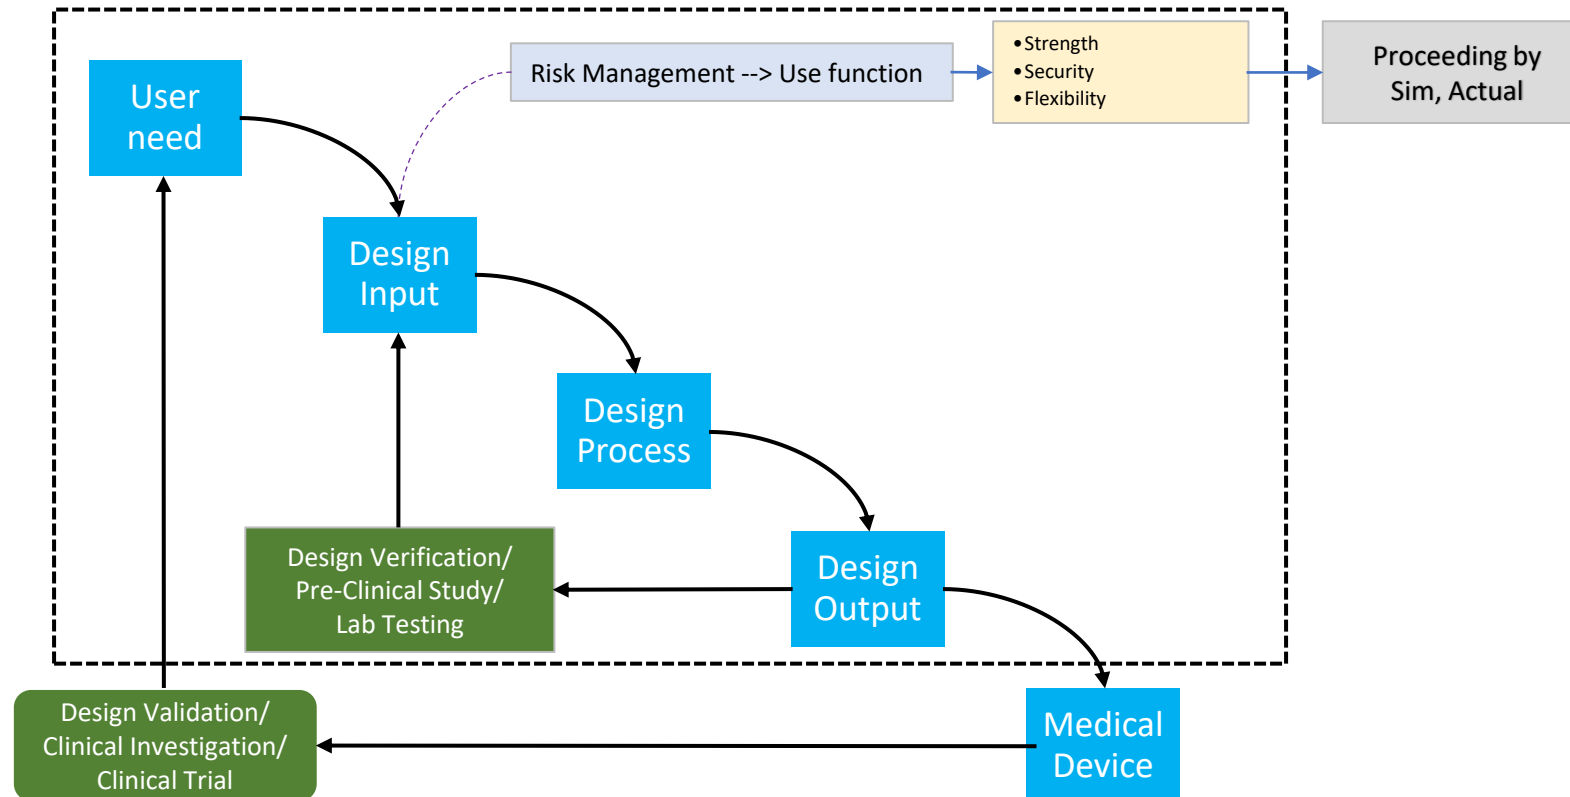 User
need
Risk Management --> Use function
•Strength
•Security
•Flexibility
Proceeding by
Sim, Actual
Design
Input
Design
Process
Design Verification/
Pre-Clinical Study/
Lab Testing
Design
Output
Design Validation/
Clinical Investigation/
Clinical Trial
Medical
Device